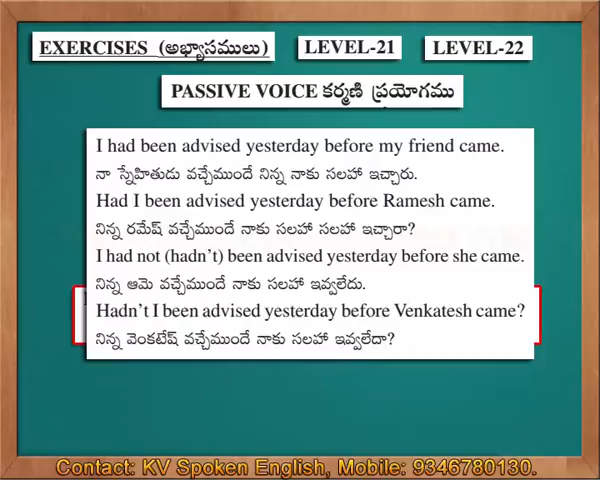 EXERCISES (అభ్యాసములు) LEVEL-21 LEVEL-22
PASSIVE VOICE కర్మణి ప్రయోగము
I had been advised yesterday before my friend came.
నా స్నేహితుడు వచ్చేముందే నిన్న నాకు సలహా ఇచ్చారు.
Had I been advised yesterday before Ramesh came.
నిన్న రమేష్ వచ్చేముందే నాకు సలహా సలహా ఇచ్చారా?
I had not (hadn't) been advised yesterday before she came.
నిన్న ఆమె వచ్చేముందే నాకు సలహా ఇవ్వలేదు.
Hadn't I been advised yesterday before Venkatesh came?
నిన్న వెంకటేష్ వచ్చేముందే నాకు సలహా ఇవ్వలేదా?
Contact: KV Spoken English, Mobile: 9346780130.